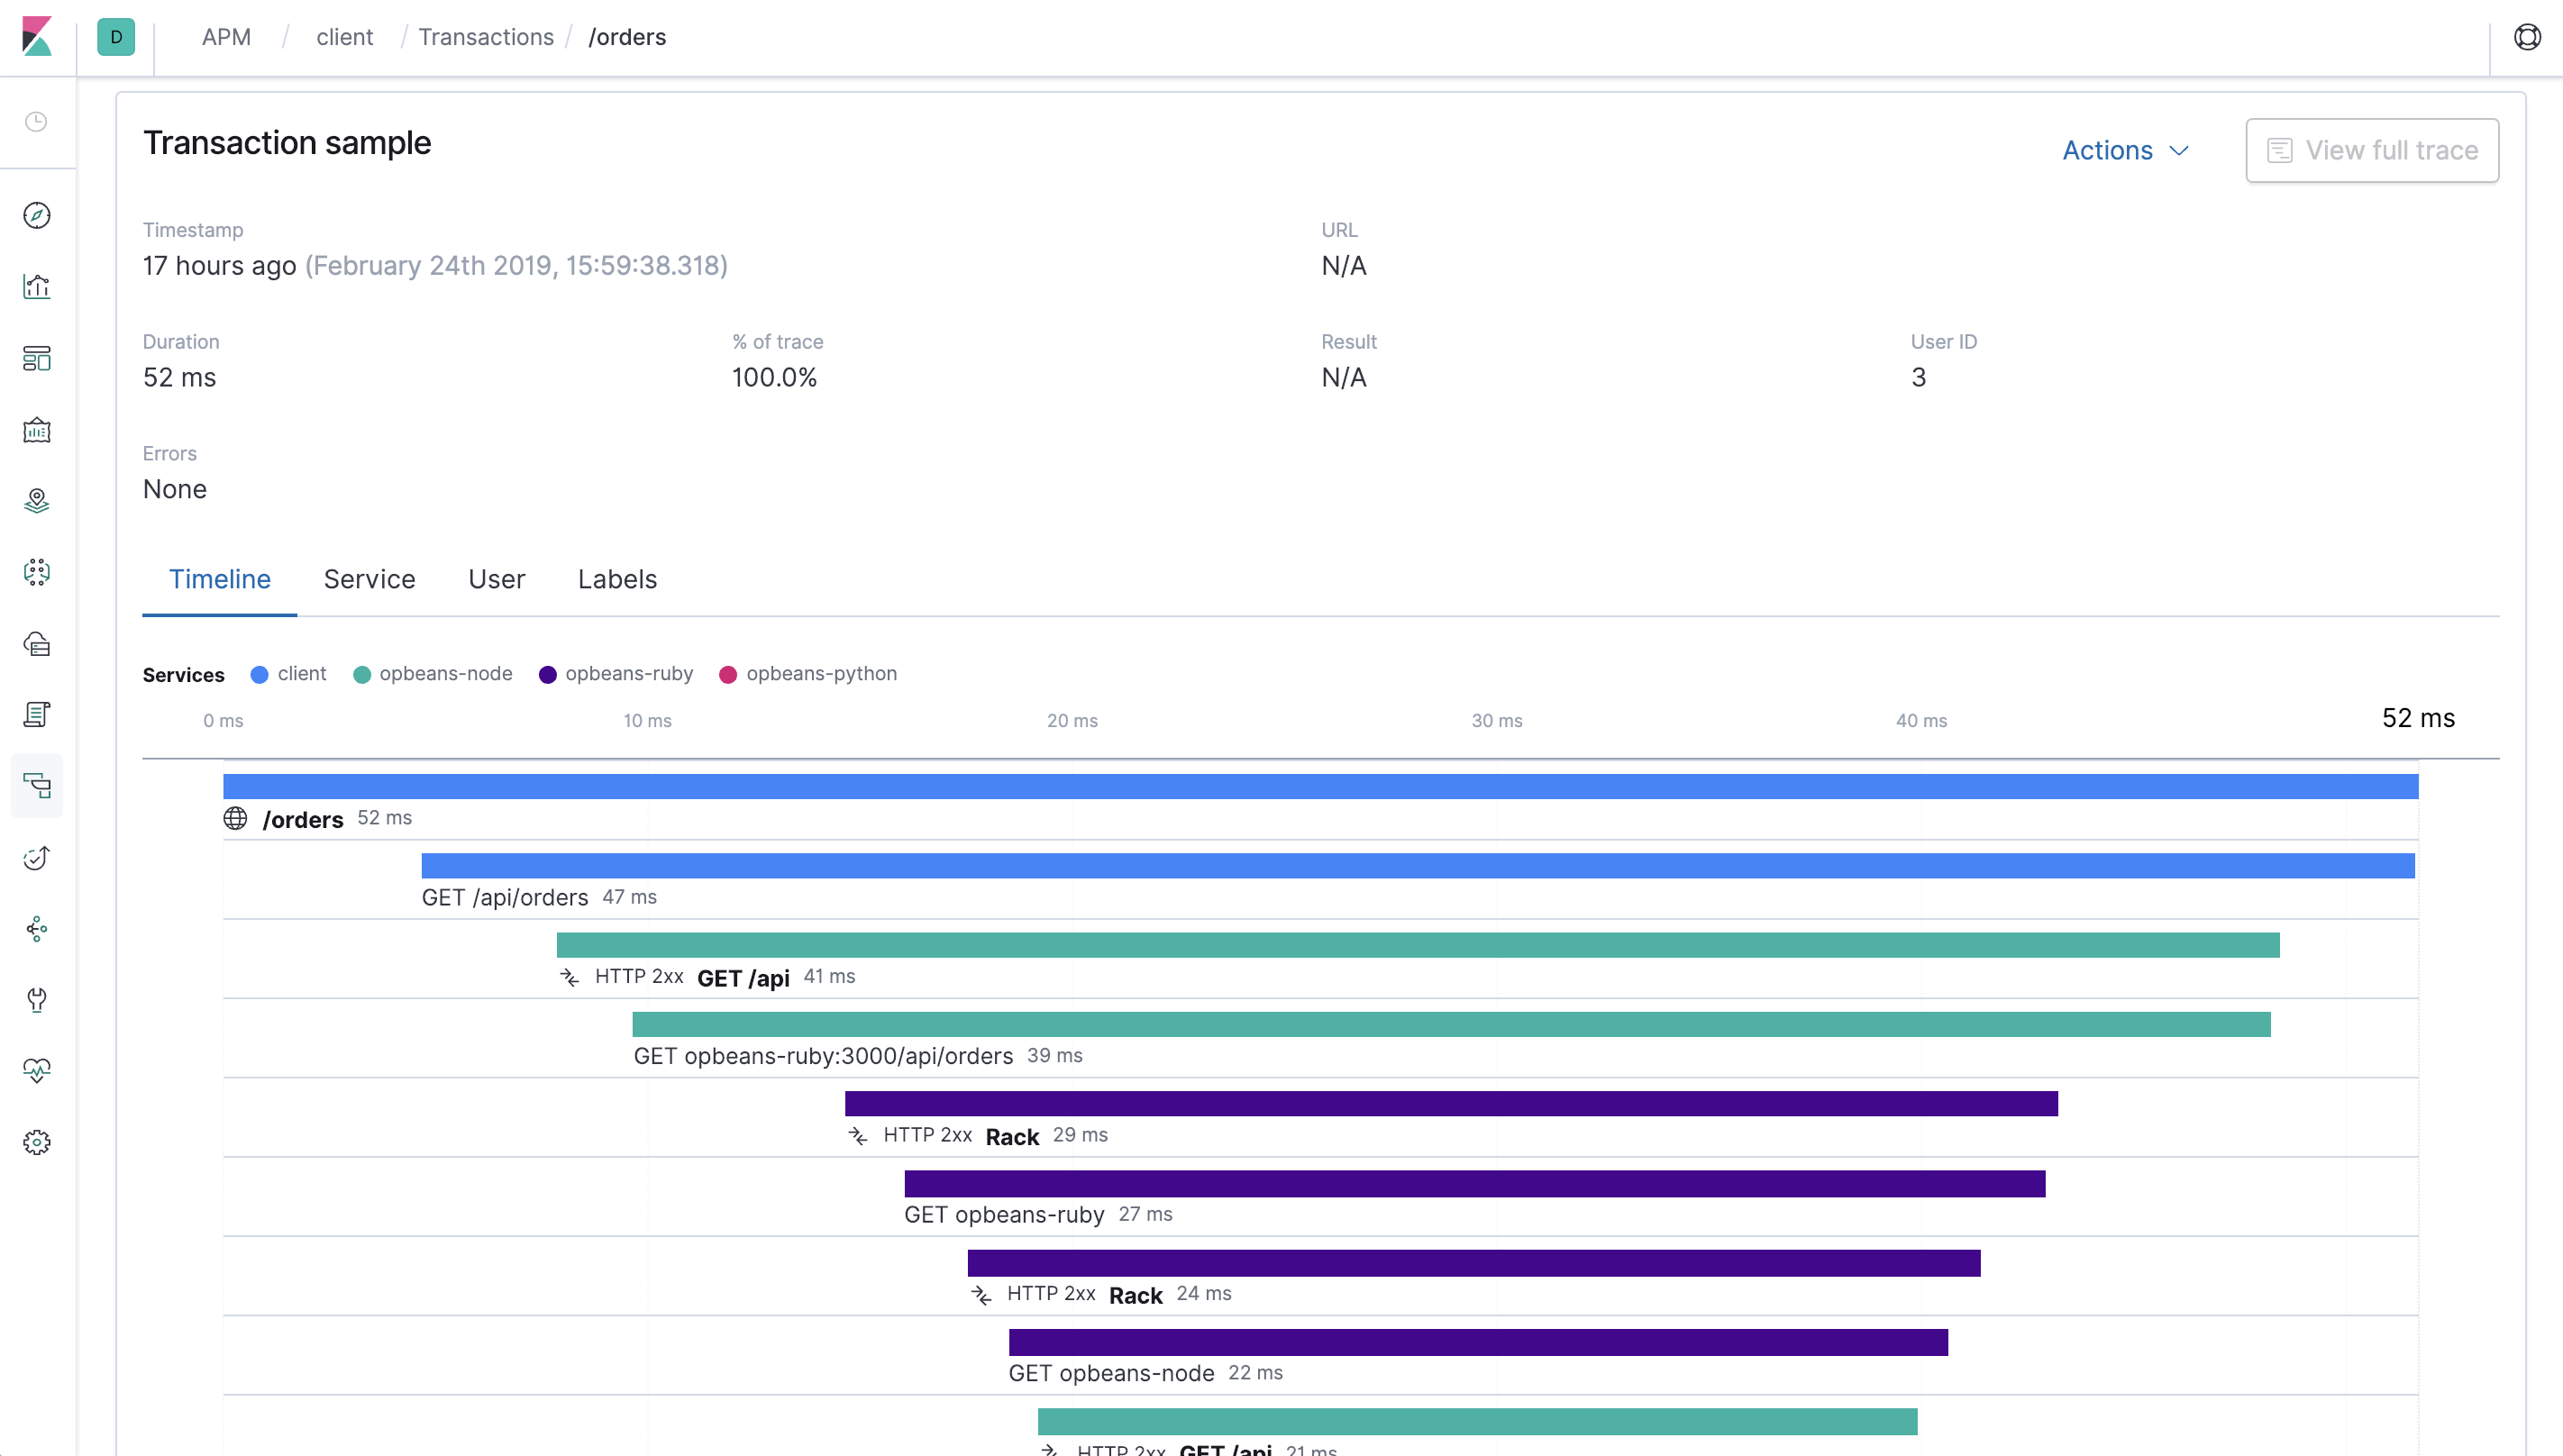 D APM / client / Transactions / /orders
Transaction sample
Actions
View full trace
Timestamp
17 hours ago (February 24th 2019, 15:59:38.318)
URL
N/A
Duration
52 ms
% of trace
100.0%
Result
N/A
User ID
3
Errors
None
Timeline Service User Labels
Services client opbeans-node opbeans-ruby opbeans-python
0 ms 10 ms 20 ms 30 ms 40 ms 52 ms
/orders 52 ms
GET /api/orders 47 ms
HTTP 2xx GET /api 41 ms
GET opbeans-ruby:3000/api/orders 39 ms
HTTP 2xx Rack 29 ms
GET opbeans-ruby 27 ms
HTTP 2xx Rack 24 ms
GET opbeans-node 22 ms
HTTP 2xx GET /api 21 ms